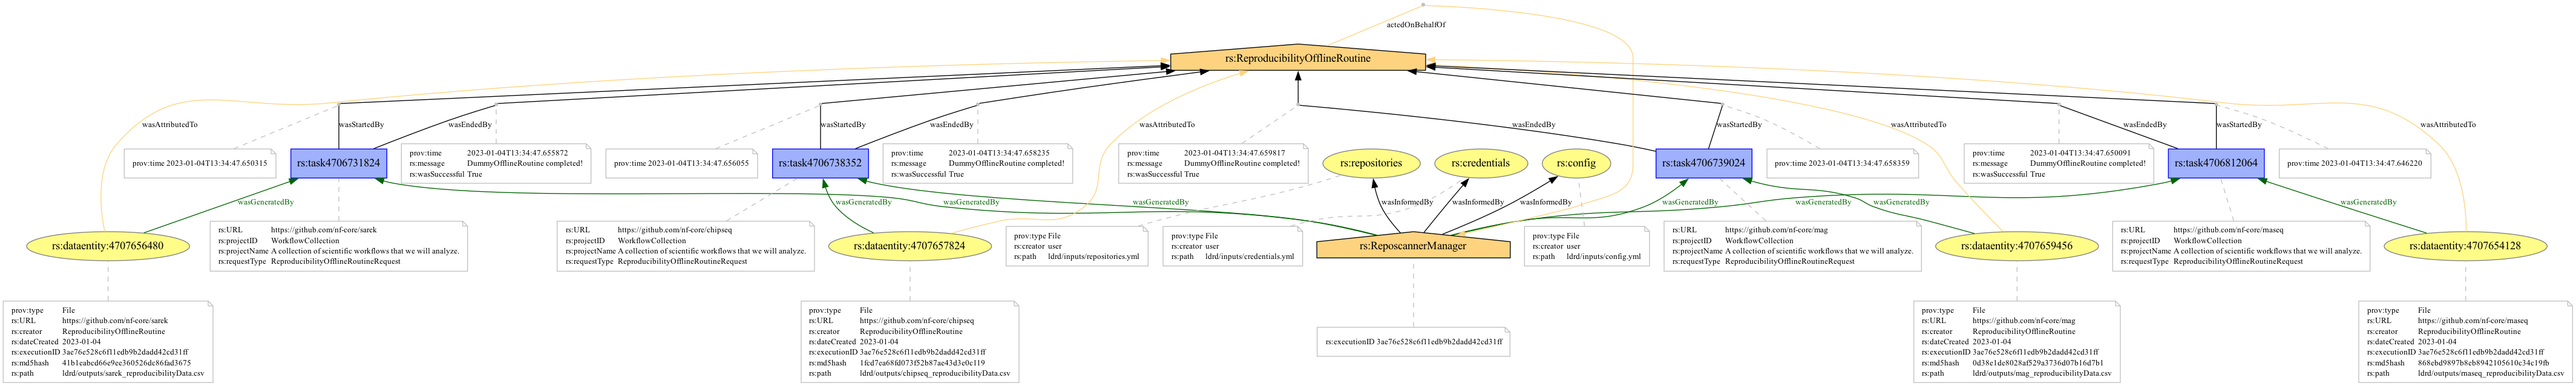 actedOnBehalfOf
rs:ReproducibilityOfflineRoutine
wasAttributedTo
wasStartedBy
wasEndedBy
wasStartedBy
wasEndedBy
wasAttributedTo
wasEndedBy
wasStartedBy
wasAttributedTo
wasEndedBy
wasStartedBy
wasAttributedTo
prov:time 2023-01-04T13:34:47.650315
rs:task4706731824
prov:time 2023-01-04T13:34:47.655872
rs:message DummyOfflineRoutine completed!
rs:wasSuccessful True
prov:time 2023-01-04T13:34:47.656055
rs:task4706738352
prov:time 2023-01-04T13:34:47.658235
rs:message DummyOfflineRoutine completed!
rs:wasSuccessful True
prov:time 2023-01-04T13:34:47.659817
rs:message DummyOfflineRoutine completed!
rs:wasSuccessful True
rs:repositories
rs:credentials
rs:config
rs:task4706739024
prov:time 2023-01-04T13:34:47.658359
prov:time 2023-01-04T13:34:47.650091
rs:message DummyOfflineRoutine completed!
rs:wasSuccessful True
rs:task4706812064
prov:time 2023-01-04T13:34:47.646220
wasGeneratedBy
wasGeneratedBy
wasGeneratedBy
wasGeneratedBy
wasInformedBy
wasInformedBy
wasInformedBy
wasGeneratedBy
wasGeneratedBy
wasGeneratedBy
wasGeneratedBy
rs:dataentity:4707656480
rs:URL https://github.com/nf-core/sarek
rs:projectID WorkflowCollection
rs:projectName A collection of scientific workflows that we will analyze.
rs:requestType ReproducibilityOfflineRoutineRequest
rs:URL https://github.com/nf-core/chipseq
rs:projectID WorkflowCollection
rs:projectName A collection of scientific workflows that we will analyze.
rs:requestType ReproducibilityOfflineRoutineRequest
rs:dataentity:4707657824
prov:type File
rs:creator user
rs:path ldrd/inputs/repositories.yml
prov:type File
rs:creator user
rs:path ldrd/inputs/credentials.yml
rs:ReposcannerManager
prov:type File
rs:creator user
rs:path ldrd/inputs/config.yml
rs:URL https://github.com/nf-core/mag
rs:projectID WorkflowCollection
rs:projectName A collection of scientific workflows that we will analyze.
rs:requestType ReproducibilityOfflineRoutineRequest
rs:dataentity:4707659456
rs:URL https://github.com/nf-core/rnaseq
rs:projectID WorkflowCollection
rs:projectName A collection of scientific workflows that we will analyze.
rs:requestType ReproducibilityOfflineRoutineRequest
rs:dataentity:4707654128
prov:type File
rs:URL https://github.com/nf-core/sarek
rs:creator ReproducibilityOfflineRoutine
rs:dateCreated 2023-01-04
rs:executionID 3ae76e528c6f11edb9b2dadd42cd31ff
rs:md5hash 41b1eabcd66e9ee360526dc86fad3675
rs:path ldrd/outputs/sarek_reproducibilityData.csv
prov:type File
rs:URL https://github.com/nf-core/chipseq
rs:creator ReproducibilityOfflineRoutine
rs:dateCreated 2023-01-04
rs:executionID 3ae76e528c6f11edb9b2dadd42cd31ff
rs:md5hash 1fcd7ea68fd073f52b87ae43d3e0c119
rs:path ldrd/outputs/chipseq_reproducibilityData.csv
rs:executionID 3ae76e528c6f11edb9b2dadd42cd31ff
prov:type File
rs:URL https://github.com/nf-core/mag
rs:creator ReproducibilityOfflineRoutine
rs:dateCreated 2023-01-04
rs:executionID 3ae76e528c6f11edb9b2dadd42cd31ff
rs:md5hash 0d38e1de8028af529a3736d07b16d7b1
rs:path ldrd/outputs/mag_reproducibilityData.csv
prov:type File
rs:URL https://github.com/nf-core/rnaseq
rs:creator ReproducibilityOfflineRoutine
rs:dateCreated 2023-01-04
rs:executionID 3ae76e528c6f11edb9b2dadd42cd31ff
rs:md5hash 868ebd9897b8eb8942105610c34c19fb
rs:path ldrd/outputs/rnaseq_reproducibilityData.csv